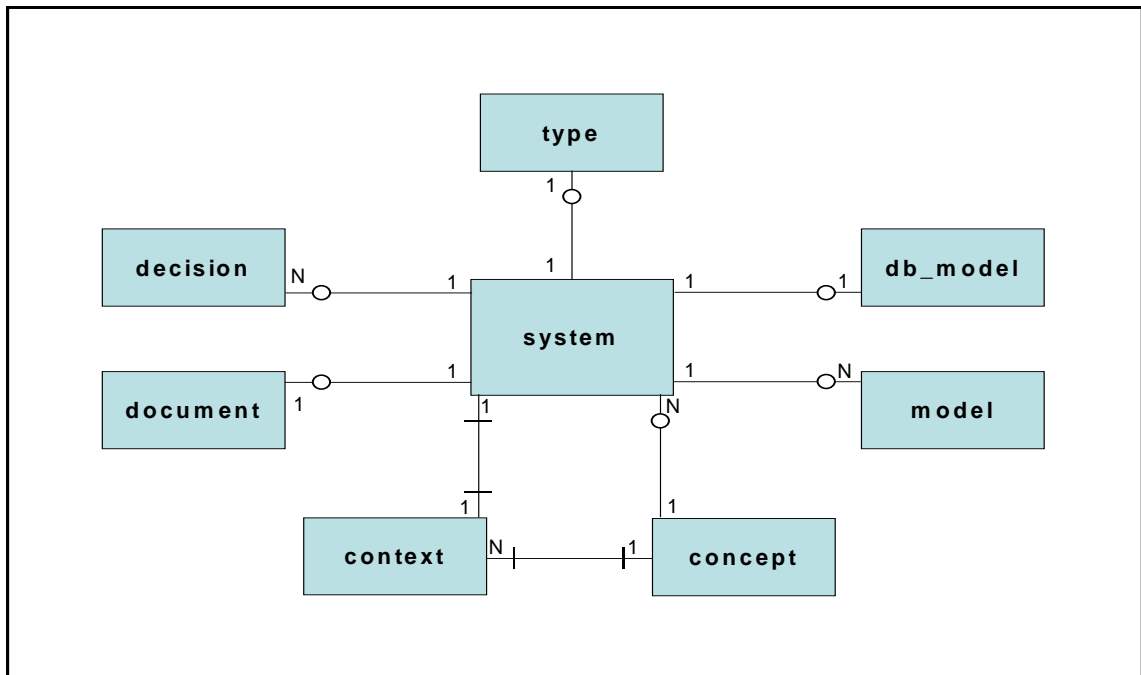 type
1
1
decision
N
1
1
1
db_model
system
document
1
1
1
N
model
1
N
1
1
context
N
1
concept